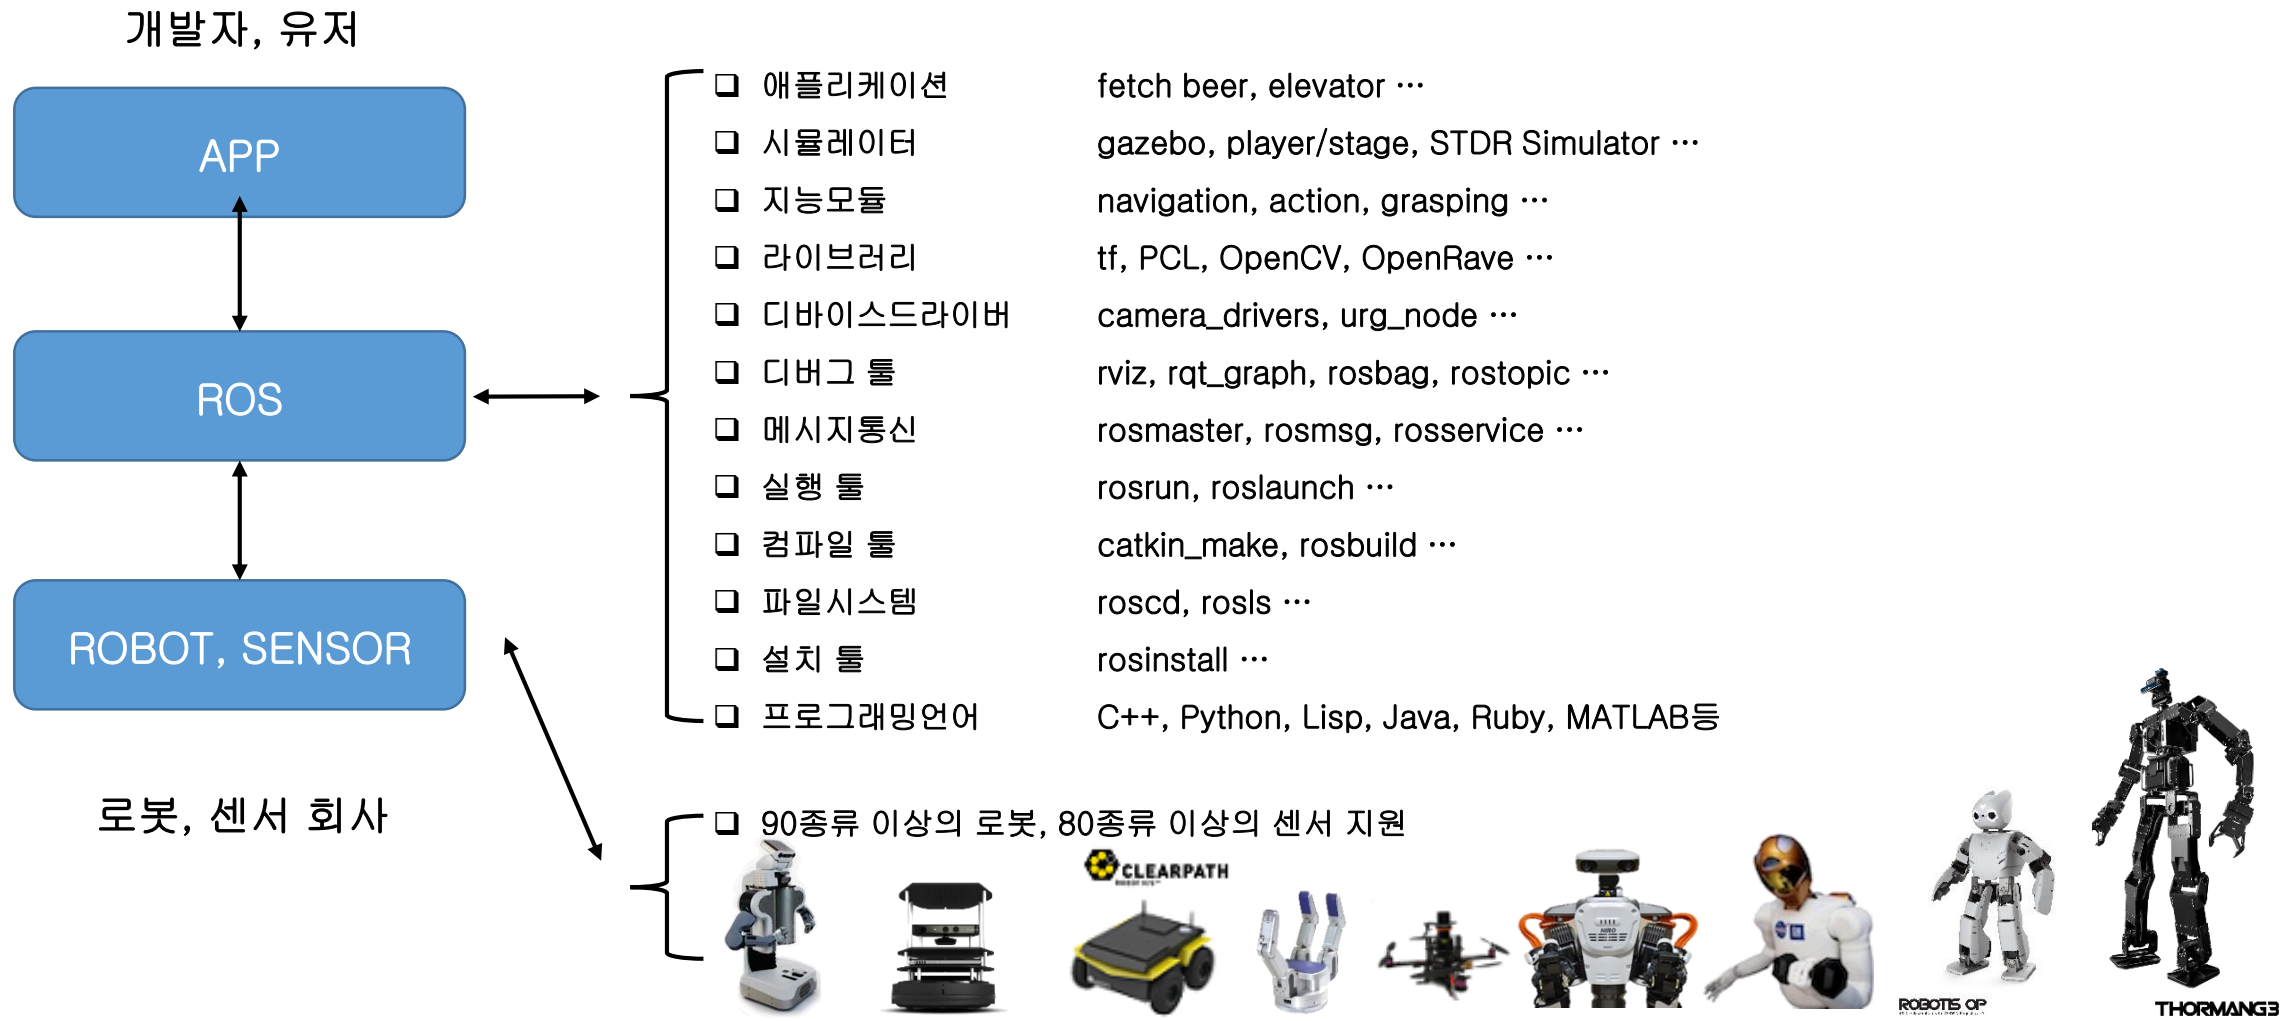 개발자, 유저
APP
ROS
ROBOT, SENSOR
로봇, 센서 회사
❑ 애플리케이션 fetch beer, elevator …
❑ 시뮬레이터 gazebo, player/stage, STDR Simulator …
❑ 지능모듈 navigation, action, grasping …
❑ 라이브러리 tf, PCL, OpenCV, OpenRave …
❑ 디바이스드라이버 camera_drivers, urg_node …
❑ 디버그 툴 rviz, rqt_graph, rosbag, rostopic …
❑ 메시지통신 rosmaster, rosmsg, rosservice …
❑ 실행 툴 rosrun, roslaunch …
❑ 컴파일 툴 catkin_make, rosbuild …
❑ 파일시스템 roscd, rosls …
❑ 설치 툴 rosinstall …
❑ 프로그래밍언어 C++, Python, Lisp, Java, Ruby, MATLAB등
❑ 90종류 이상의 로봇, 80종류 이상의 센서 지원
CLEARPATH
HIRO
ROBOTIS OP
THORMANG3